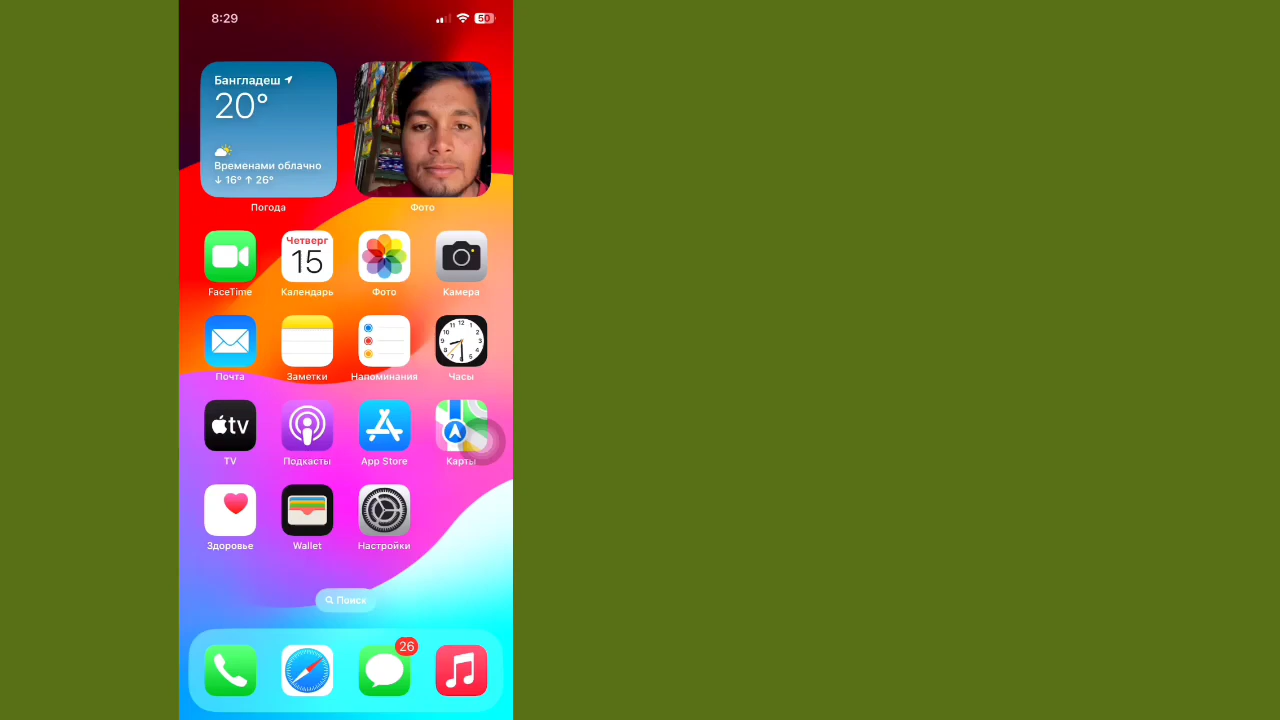 8:29
50
Бангладеш
20°
Временами облачно
↓ 16° ↑ 26°
Погода
Фото
Четверг
15
FaceTime
Календарь
Фото
Камера
Почта
Заметки
Напоминания
Часы
tv
TV
Подкасты
App Store
Карты
Здоровье
Wallet
Настройки
Поиск
26